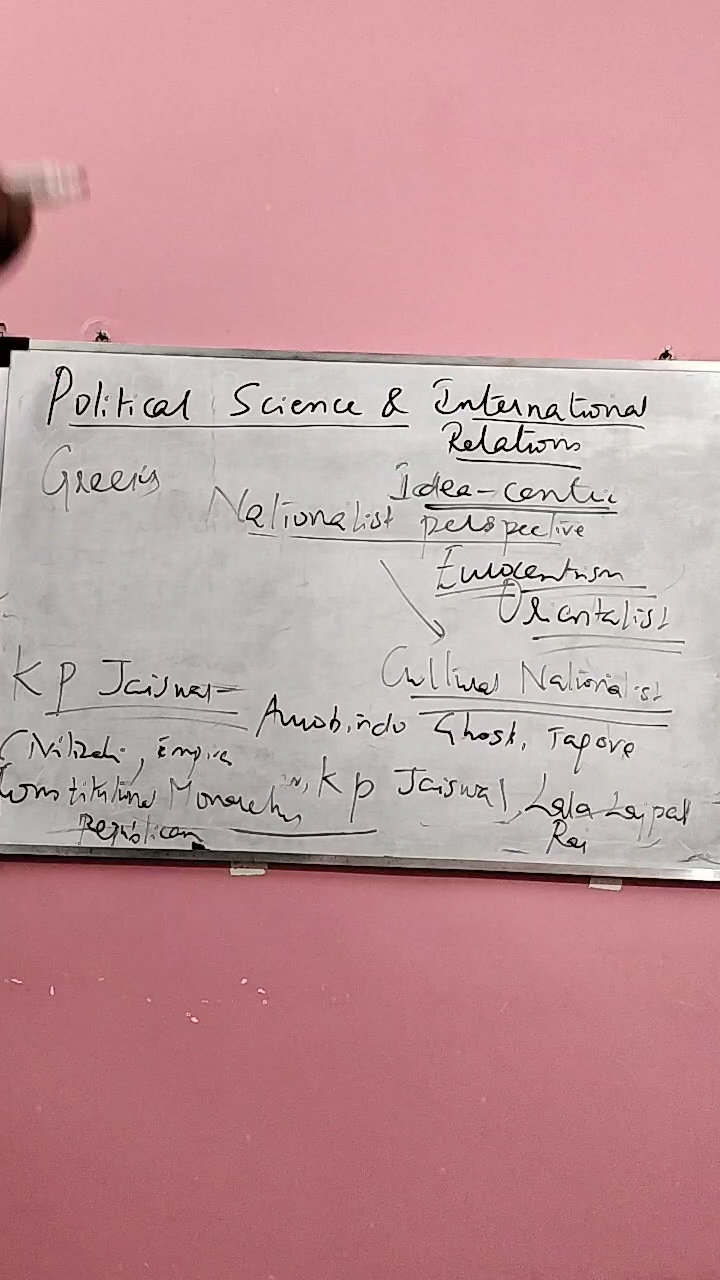 Political Science & International
Relations
Greeks
Idea-centric
Nationalist perspective
Eurocentrism
Orientalist
Cultural Nationalist
KP Jaiswal
Aurobindo Ghosh, Tagore
Civilizatn, Empire
KP Jaiswal, Lala Lajpat
Rai
Constitutional Monarchy
Republican